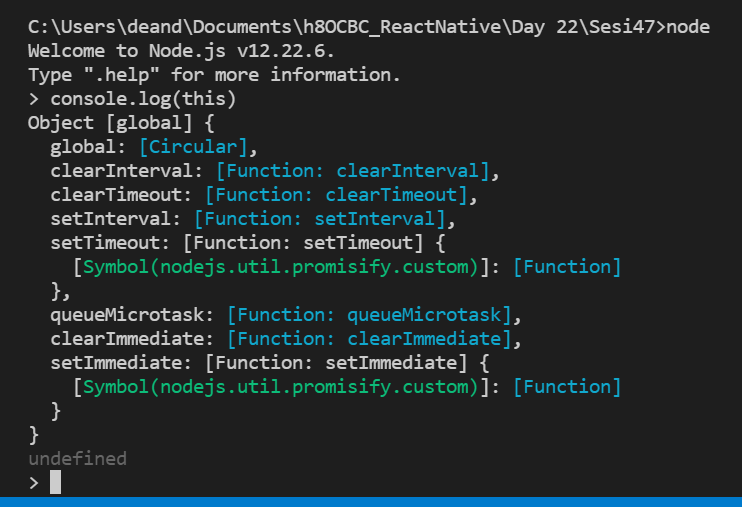 C:\Users\deand\Documents\h8OCBC_ReactNative\Day 22\Sesi47>node
Welcome to Node.js v12.22.6.
Type ".help" for more information.
> console.log(this)
Object [global] {
  global: [Circular],
  clearInterval: [Function: clearInterval],
  clearTimeout: [Function: clearTimeout],
  setInterval: [Function: setInterval],
  setTimeout: [Function: setTimeout] {
    [Symbol(nodejs.util.promisify.custom)]: [Function]
  },
  queueMicrotask: [Function: queueMicrotask],
  clearImmediate: [Function: clearImmediate],
  setImmediate: [Function: setImmediate] {
    [Symbol(nodejs.util.promisify.custom)]: [Function]
  }
}
undefined
>